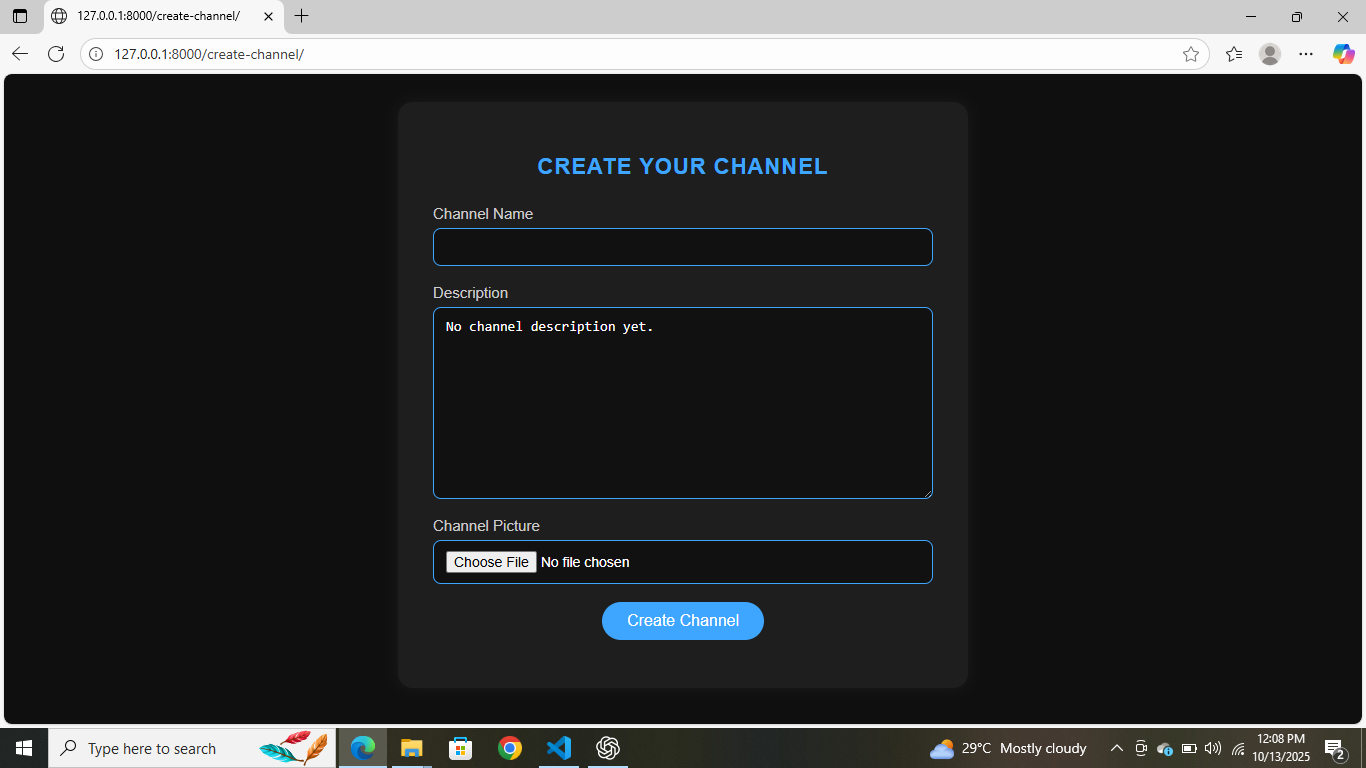 127.0.0.1:8000/create-channel/
127.0.0.1:8000/create-channel/
CREATE YOUR CHANNEL
Channel Name
Description
No channel description yet.
Channel Picture
Choose File No file chosen
Create Channel
Type here to search
29°C Mostly cloudy
12:08 PM
10/13/2025
2